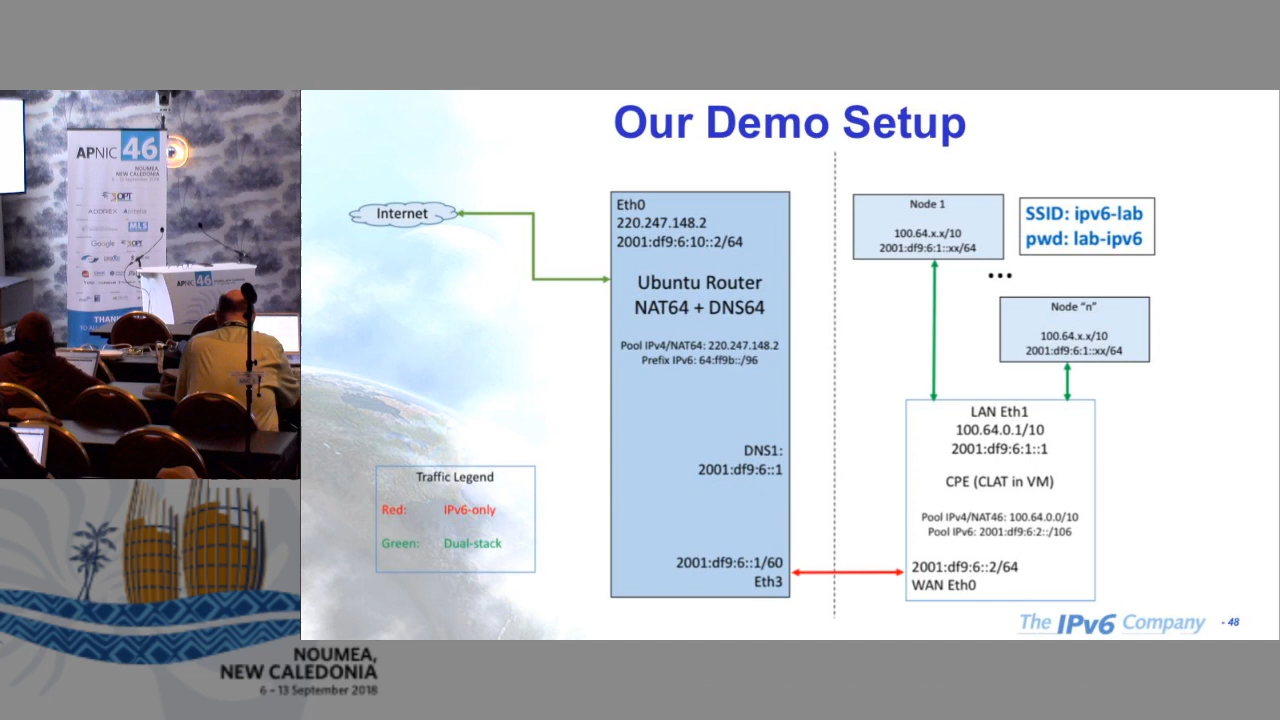 Our Demo Setup
Internet
Eth0
220.247.148.2
2001:df9:6:10::2/64
Ubuntu Router
NAT64 + DNS64
Pool IPv4/NAT64: 220.247.148.2
Prefix IPv6: 64:ff9b::/96
DNS1:
2001:df9:6::1
2001:df9:6::1/60
Eth3
Node 1
100.64.x.x/10
2001:df9:6:1::xx/64
SSID: ipv6-lab
pwd: lab-ipv6
...
Node “n”
100.64.x.x/10
2001:df9:6:1::xx/64
LAN Eth1
100.64.0.1/10
2001:df9:6:1::1
CPE (CLAT in VM)
Pool IPv4/NAT46: 100.64.0.0/10
Pool IPv6: 2001:df9:6:2::/106
2001:df9:6::2/64
WAN Eth0
Traffic Legend
Red: IPv6-only
Green: Dual-stack
The IPv6 Company - 48
APNIC 46
NOUMEA,
NEW CALEDONIA
6 - 13 September 2018
OPT
Google
MLS
APNIC 46
THANK
NOUMEA,
NEW CALEDONIA
6 – 13 September 2018